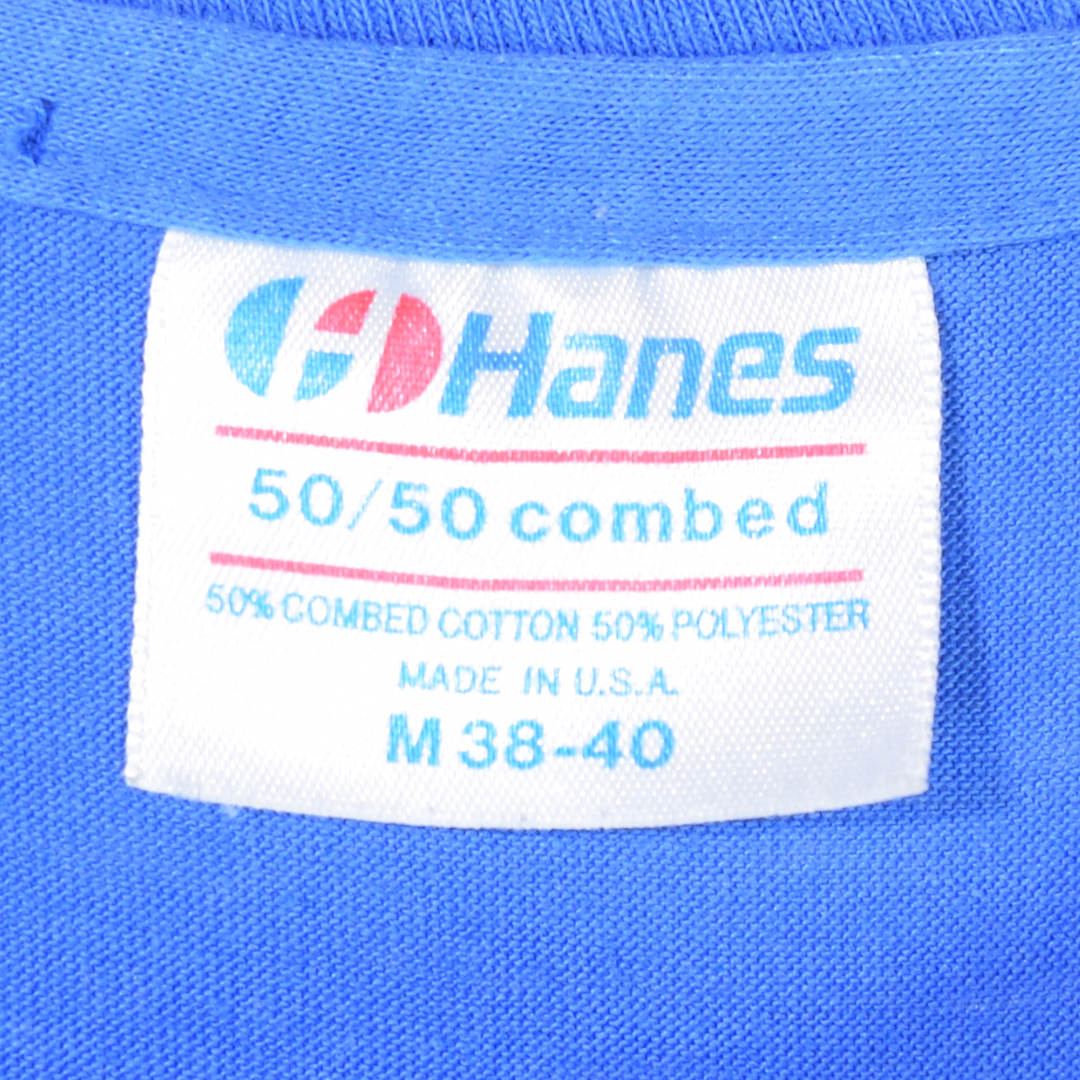 Hanes
50/50 combed
50% COMBED COTTON 50% POLYESTER
MADE IN U.S.A.
M 38-40